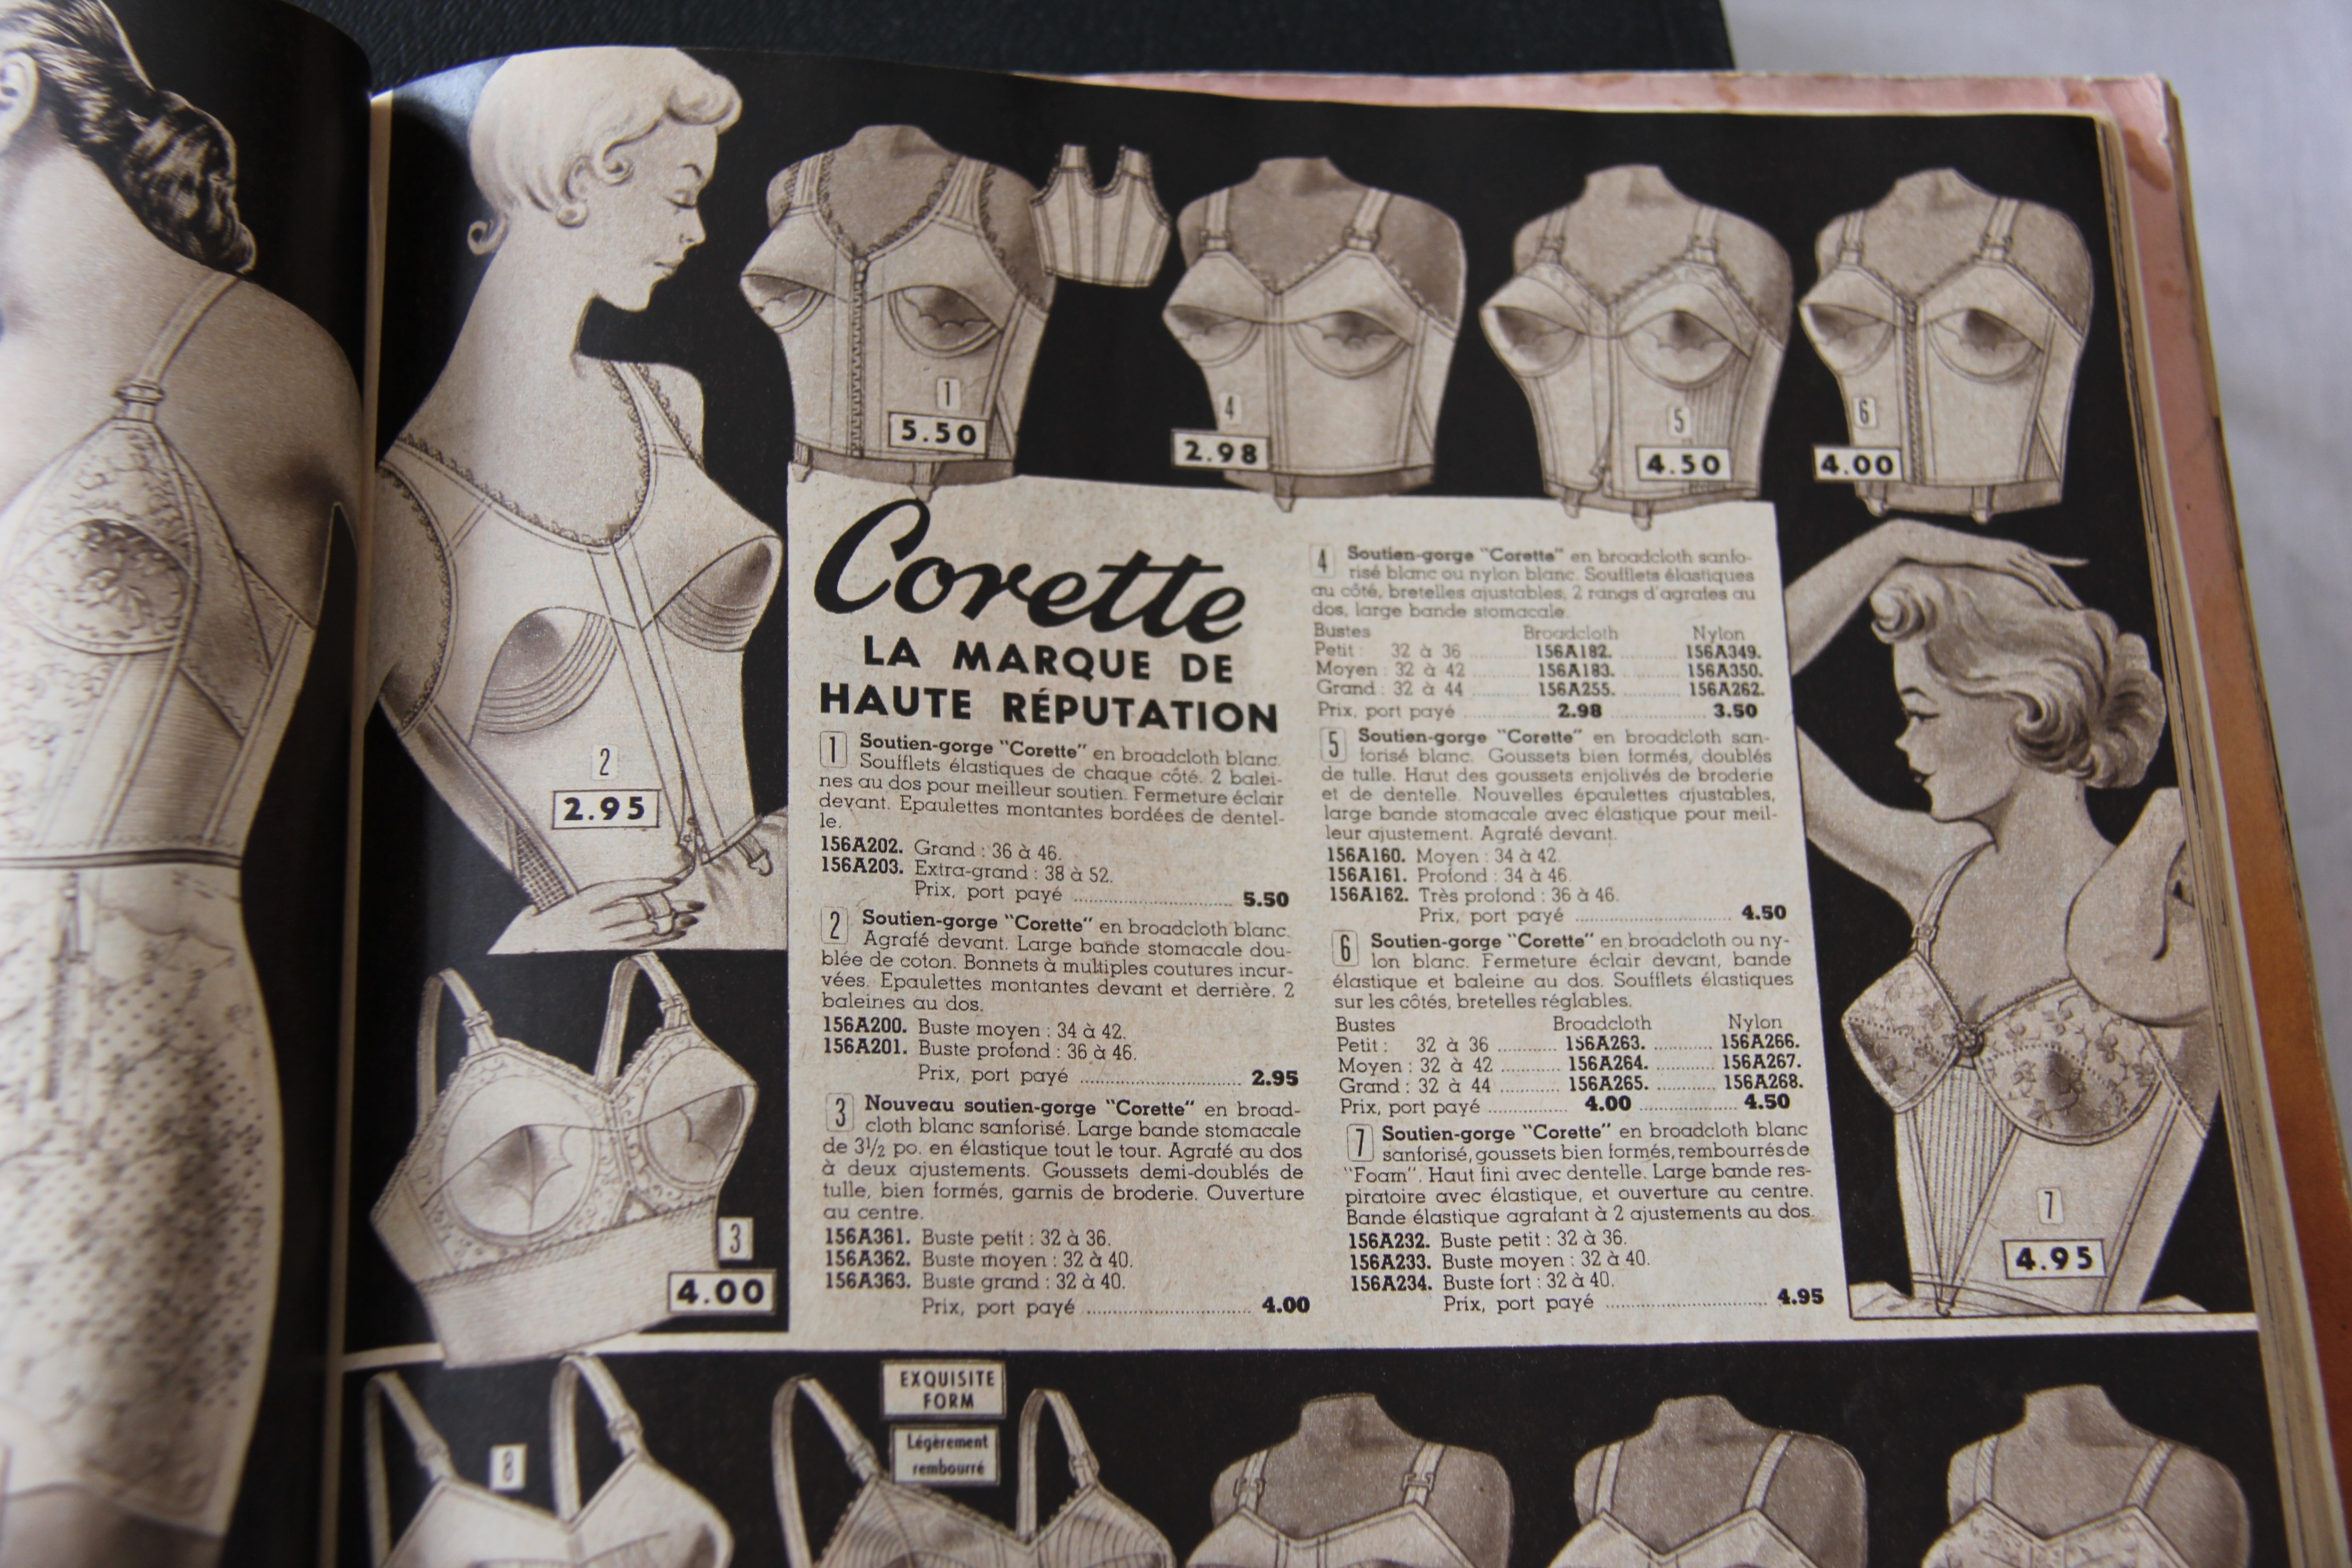 1
5.50
4
2.98
5
4.50
6
4.00
2
2.95
3
4.00
Corette
LA MARQUE DE
HAUTE RÉPUTATION
1 Soutien-gorge "Corette" en broadcloth blanc.
Soufflets élastiques de chaque côté. 2 balei-
nes au dos pour meilleur soutien. Fermeture éclair
devant. Epaulettes montantes bordées de dentel-
le.
156A202. Grand : 36 à 46.
156A203. Extra-grand : 38 à 52.
Prix, port payé .......... 5.50
2 Soutien-gorge "Corette" en broadcloth blanc.
Agrafé devant. Large bande stomacale dou-
blée de coton. Bonnets à multiples coutures incur-
vées. Epaulettes montantes devant et derrière. 2
baleines au dos.
156A200. Buste moyen : 34 à 42.
156A201. Buste profond : 36 à 46.
Prix, port payé .......... 2.95
3 Nouveau soutien-gorge "Corette" en broad-
cloth blanc sanforisé. Large bande stomacale
de 3½ po. en élastique tout le tour. Agrafé au dos
à deux ajustements. Goussets demi-doublés de
tulle, bien formés, garnis de broderie. Ouverture
au centre.
156A361. Buste petit : 32 à 36.
156A362. Buste moyen : 32 à 40.
156A363. Buste grand : 32 à 40.
Prix, port payé .......... 4.00
4 Soutien-gorge "Corette" en broadcloth sanfo-
risé blanc ou nylon blanc. Soufflets élastiques
au côté, bretelles ajustables, 2 rangs d'agrafes au
dos, large bande stomacale.
Bustes Broadcloth Nylon
Petit : 32 à 36 .......... 156A182. .......... 156A349.
Moyen : 32 à 42 .......... 156A183. .......... 156A350.
Grand : 32 à 44 .......... 156A255. .......... 156A262.
Prix, port payé .......... 2.98 .......... 3.50
5 Soutien-gorge "Corette" en broadcloth san-
forisé blanc. Goussets bien formés, doublés
de tulle. Haut des goussets enjolivés de broderie
et de dentelle. Nouvelles épaulettes ajustables,
large bande stomacale avec élastique pour meil-
leur ajustement. Agrafé devant.
156A160. Moyen : 34 à 42.
156A161. Profond : 34 à 46.
156A162. Très profond : 36 à 46.
Prix, port payé .......... 4.50
6 Soutien-gorge "Corette" en broadcloth ou ny-
lon blanc. Fermeture éclair devant, bande
élastique et baleine au dos. Soufflets élastiques
sur les côtés, bretelles réglables.
Bustes Broadcloth Nylon
Petit : 32 à 36 .......... 156A263. .......... 156A266.
Moyen : 32 à 42 .......... 156A264. .......... 156A267.
Grand : 32 à 44 .......... 156A265. .......... 156A268.
Prix, port payé .......... 4.00 .......... 4.50
7 Soutien-gorge "Corette" en broadcloth blanc
sanforisé, goussets bien formés, rembourrés de
"Foam". Haut fini avec dentelle. Large bande res-
piratoire avec élastique, et ouverture au centre.
Bande élastique agrafant à 2 ajustements au dos.
156A232. Buste petit : 32 à 36.
156A233. Buste moyen : 32 à 40.
156A234. Buste fort : 32 à 40.
Prix, port payé .......... 4.95
7
4.95
8
EXQUISITE
FORM
Légèrement
rembourré